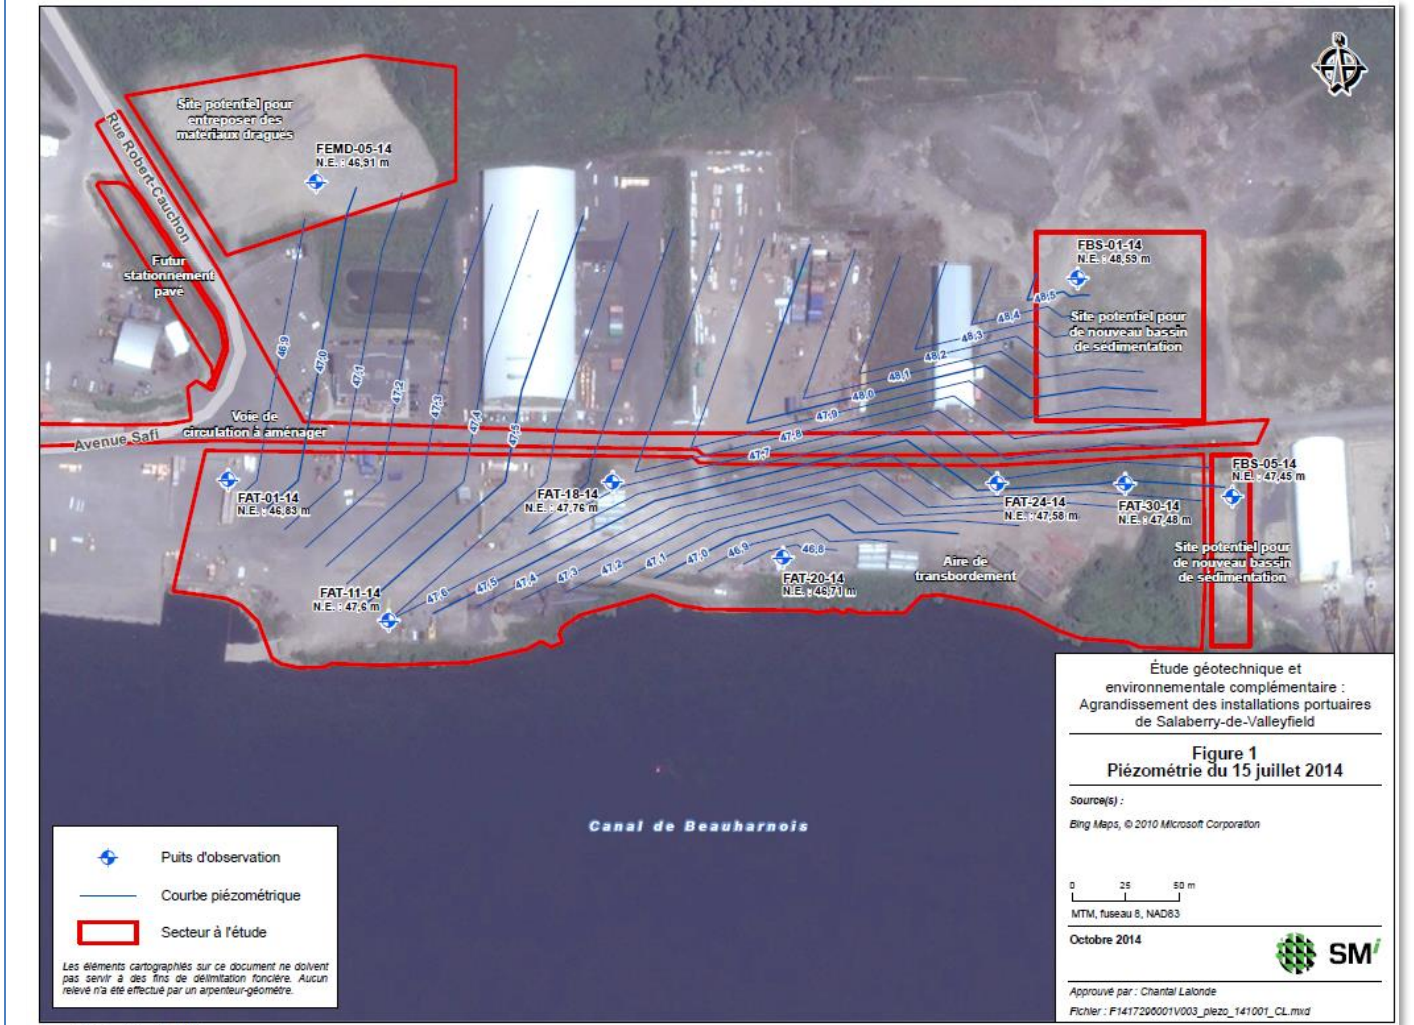 Site potentiel pour
entreposer des
matériaux dragués
FEMD-05-14
N.E. : 46,91 m
Rue Robert-Cauchon
Futur
stationnement
pavé
FBS-01-14
N.E. : 48,59 m
Site potentiel pour
de nouveau bassin
de sédimentation
48,5
48,4
48,3
48,2
48,1
48,0
47,9
47,8
47,7
46,9
47,0
47,1
47,2
47,3
47,4
47,5
Voie de
circulation à aménager
Avenue Safi
FAT-01-14
N.E. : 46,83 m
FAT-18-14
N.E. : 47,76 m
FAT-24-14
N.E. : 47,58 m
FAT-30-14
N.E. : 47,48 m
FBS-05-14
N.E. : 47,45 m
Site potentiel pour
de nouveau bassin
de sédimentation
Aire de
transbordement
FAT-11-14
N.E. : 47,6 m
47,6
47,5
47,4
47,3
47,2
47,1
47,0
46,9
46,8
FAT-20-14
N.E. : 46,71 m
Canal de Beauharnois
Puits d'observation
Courbe piézométrique
Secteur à l'étude
Les éléments cartographiés sur ce document ne doivent
pas servir à des fins de délimitation foncière. Aucun
relevé n'a été effectué par un arpenteur-géomètre.
Étude géotechnique et
environnementale complémentaire :
Agrandissement des installations portuaires
de Salaberry-de-Valleyfield
Figure 1
Piézométrie du 15 juillet 2014
Source(s) :
Bing Maps, © 2010 Microsoft Corporation
0 25 50 m
MTM, fuseau 8, NAD83
Octobre 2014
SMi
Approuvé par : Chantal Lalonde
Fichier : F1417296001V003_piezo_141001_CL.mxd